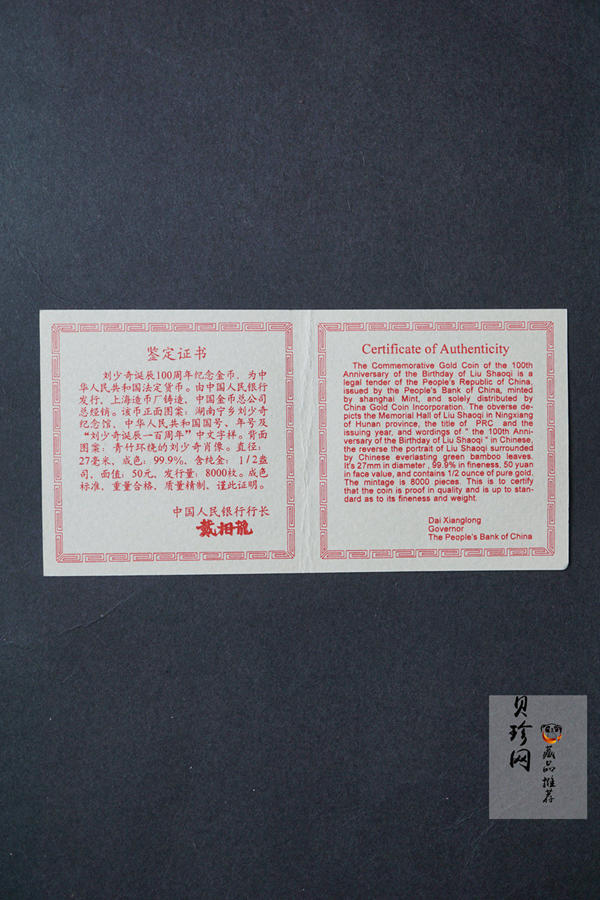 鉴定证书
刘少奇诞辰100周年纪念金币，为中
华人民共和国法定货币。由中国人民银行
发行，上海造币厂铸造，中国金币总公司
总经销。该币正面图案：湖南宁乡刘少奇
纪念馆，中华人民共和国国号、年号及
“刘少奇诞辰一百周年”中文字样。背面
图案：青竹环绕的刘少奇肖像。直径：
27毫米，成色：99.9%，含纯金：1/2盎
司，面值：50元，发行量：8000枚。成色
标准，重量合格，质量精制，谨此证明。
中国人民银行行长
戴相龍
Certificate of Authenticity
The Commemorative Gold Coin of the 100th
Anniversary of the Birthday of Liu Shaoqi is a
legal tender of the People's Republic of China,
issued by the People's Bank of China, minted
by shanghai Mint, and solely distributed by
China Gold Coin Incorporation. The obverse de-
picts the Memorial Hall of Liu Shaoqi in Ningxiang
of Hunan province, the title of PRC and the
issuing year, and wordings of " the 100th Anni-
versary of the Birthday of Liu Shaoqi " in Chinese,
the reverse the portrait of Liu Shaoqi surrounded
by Chinese everlasting green bamboo leaves.
It's 27mm in diameter , 99.9% in fineness, 50 yuan
in face value, and contains 1/2 ounce of pure gold.
The mintage is 8000 pieces. This is to certify
that the coin is proof in quality and is up to stan-
dard as to its fineness and weight.
Dai Xianglong
Governor
The People's Bank of China
贝珍网
藏品推荐